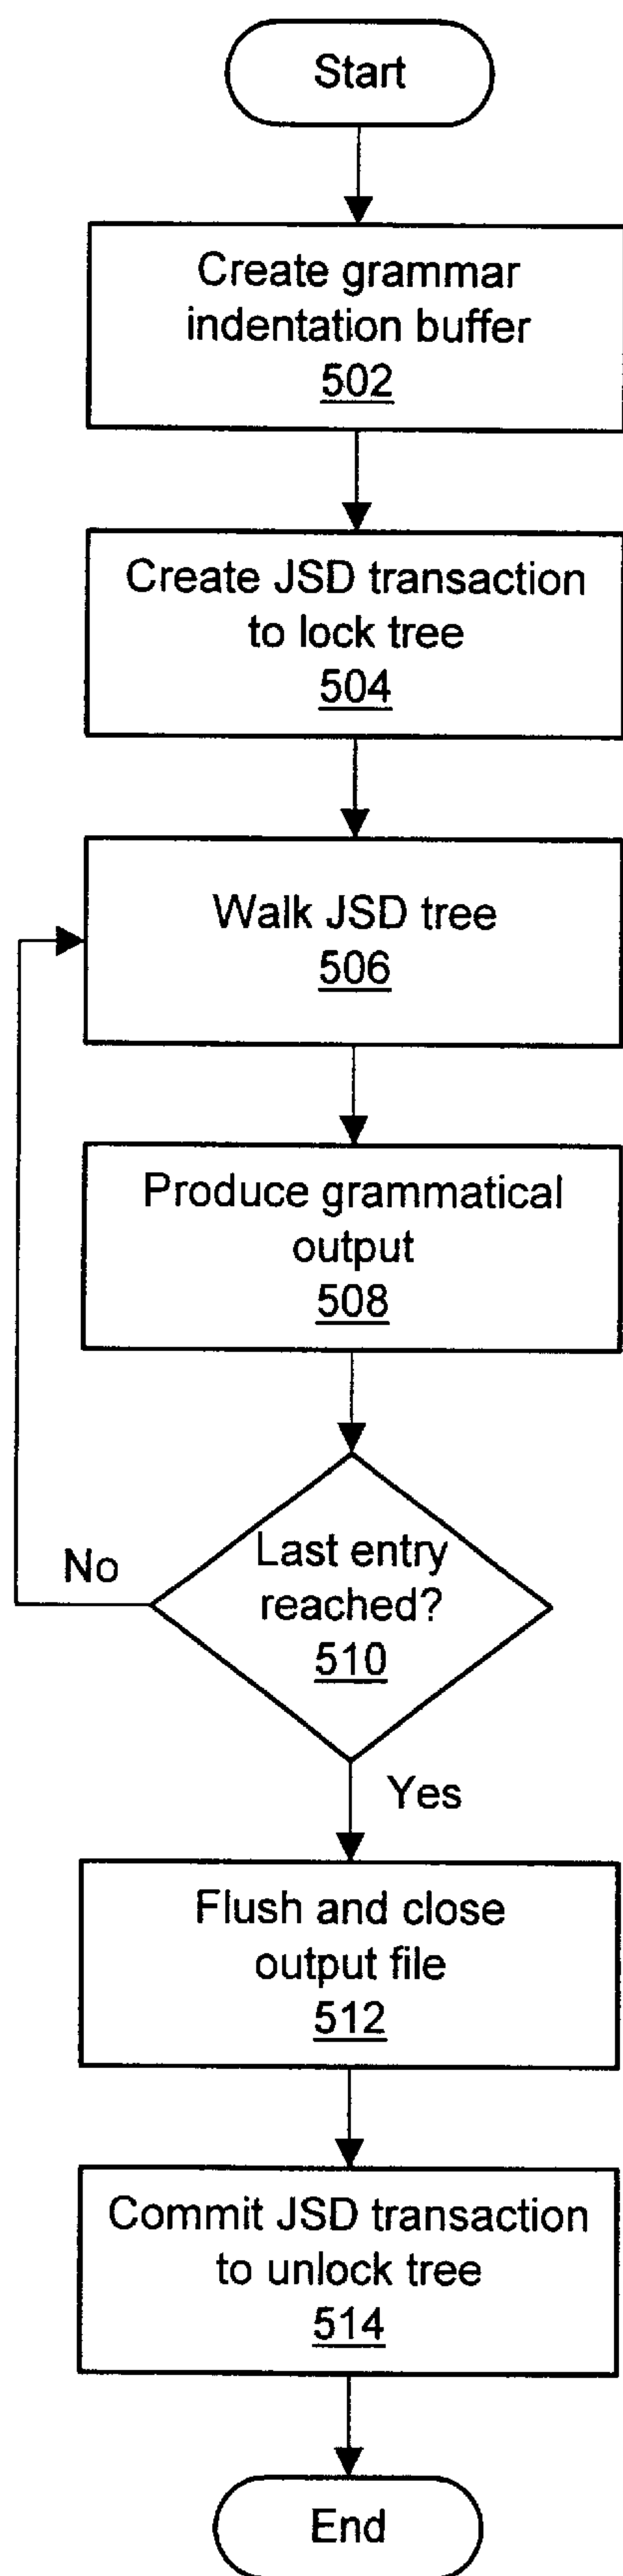 Start
Create grammar
indentation buffer
502
Create JSD transaction
to lock tree
504
Walk JSD tree
506
Produce grammatical
output
508
Last entry
reached?
510
No
Yes
Flush and close
output file
512
Commit JSD transaction
to unlock tree
514
End